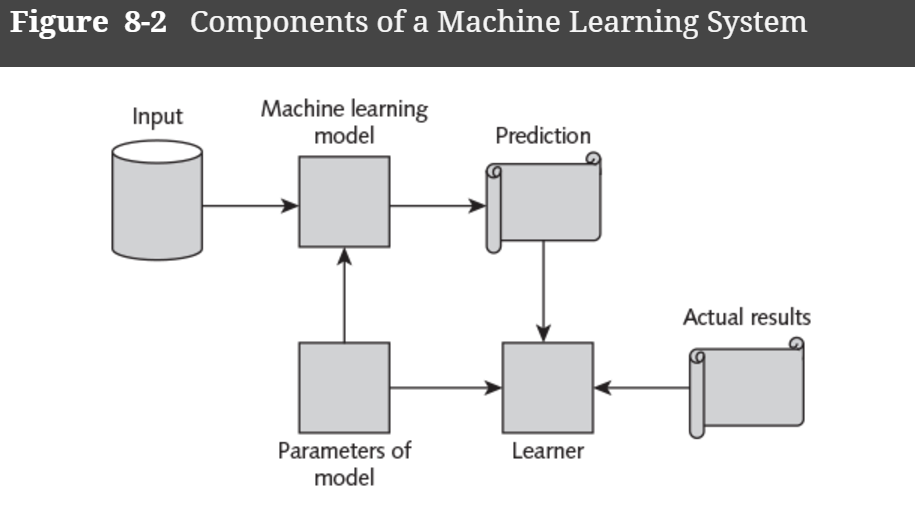 Figure 8-2 Components of a Machine Learning System
Input
Machine learning
model
Prediction
Actual results
Parameters of
model
Learner